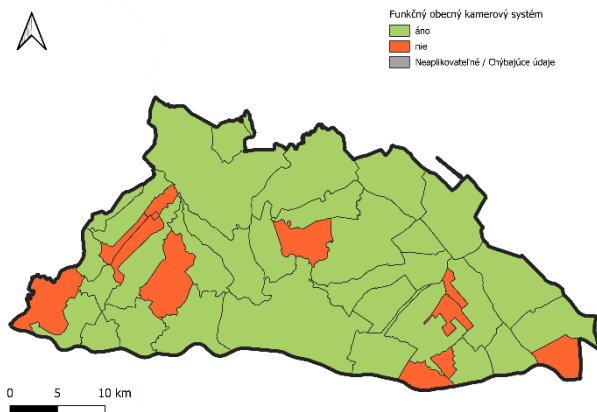 Funkčný obecný kamerový systém
áno
nie
Neaplikovateľné / Chýbajúce údaje
0 5 10 km